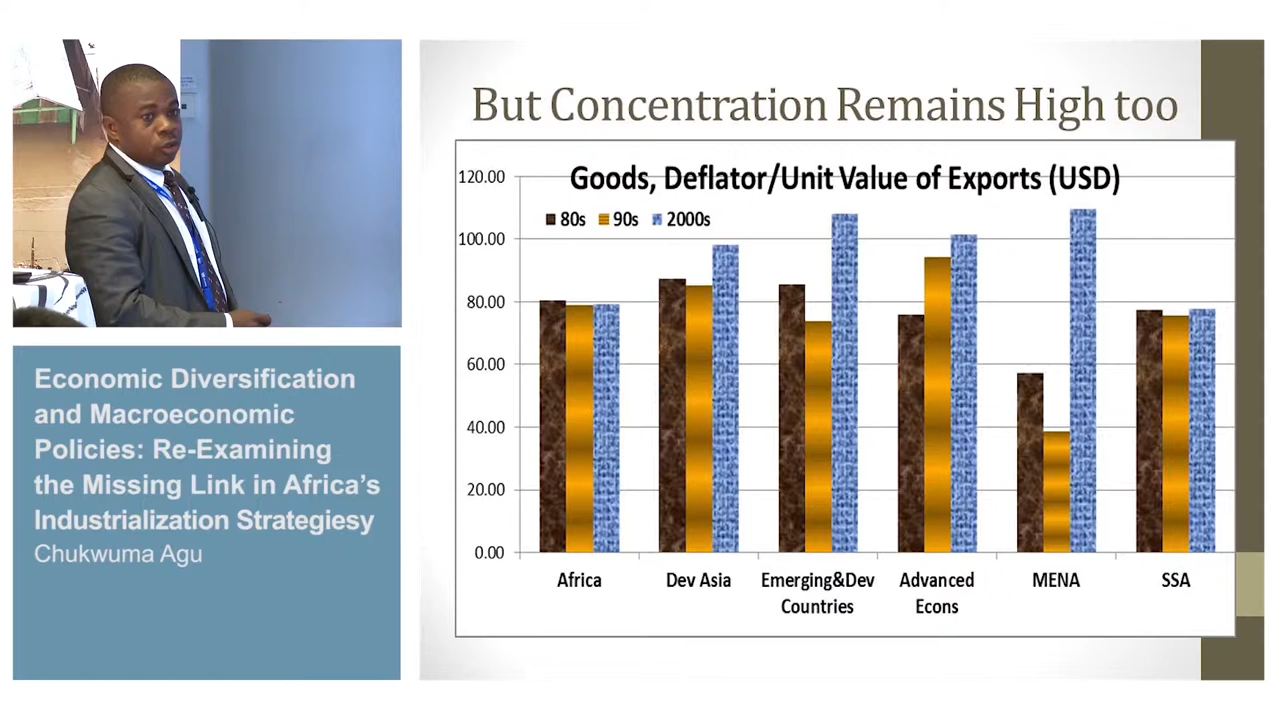 But Concentration Remains High too
Goods, Deflator/Unit Value of Exports (USD)
80s 90s 2000s
120.00
100.00
80.00
60.00
40.00
20.00
0.00
Africa
Dev Asia
Emerging&Dev
Countries
Advanced
Econs
MENA
SSA
Economic Diversification
and Macroeconomic
Policies: Re-Examining
the Missing Link in Africa’s
Industrialization Strategiesy
Chukwuma Agu